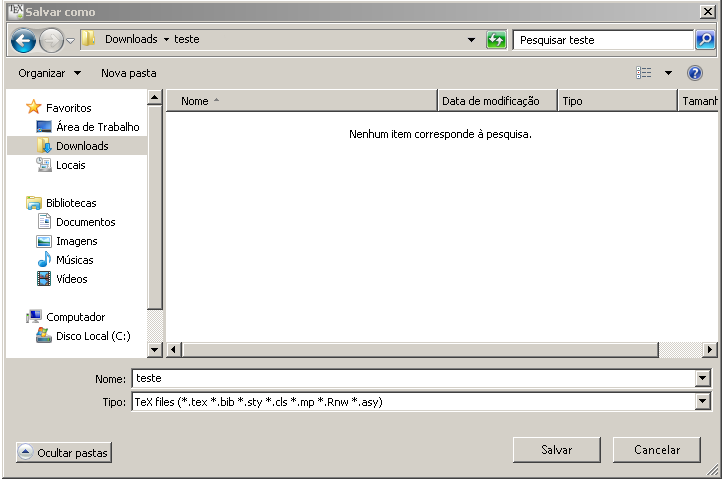 TEX Salvar como
Downloads teste
Pesquisar teste
Organizar Nova pasta
Favoritos
Área de Trabalho
Downloads
Locais
Bibliotecas
Documentos
Imagens
Músicas
Vídeos
Computador
Disco Local (C:)
Nome Data de modificação Tipo Tamanh
Nenhum item corresponde à pesquisa.
Nome: teste
Tipo: TeX files (*.tex *.bib *.sty *.cls *.mp *.Rnw *.asy)
Ocultar pastas
Salvar Cancelar